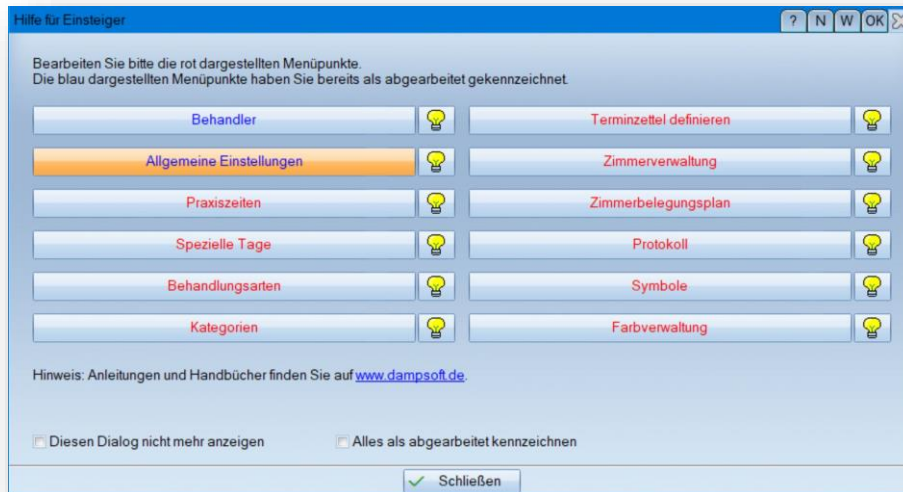 Hilfe für Einsteiger
? N W OK
Bearbeiten Sie bitte die rot dargestellten Menüpunkte.
Die blau dargestellten Menüpunkte haben Sie bereits als abgearbeitet gekennzeichnet.
Behandler
Terminzettel definieren
Allgemeine Einstellungen
Zimmerverwaltung
Praxiszeiten
Zimmerbelegungsplan
Spezielle Tage
Protokoll
Behandlungsarten
Symbole
Kategorien
Farbverwaltung
Hinweis: Anleitungen und Handbücher finden Sie auf www.dampsoft.de.
Diesen Dialog nicht mehr anzeigen
Alles als abgearbeitet kennzeichnen
Schließen